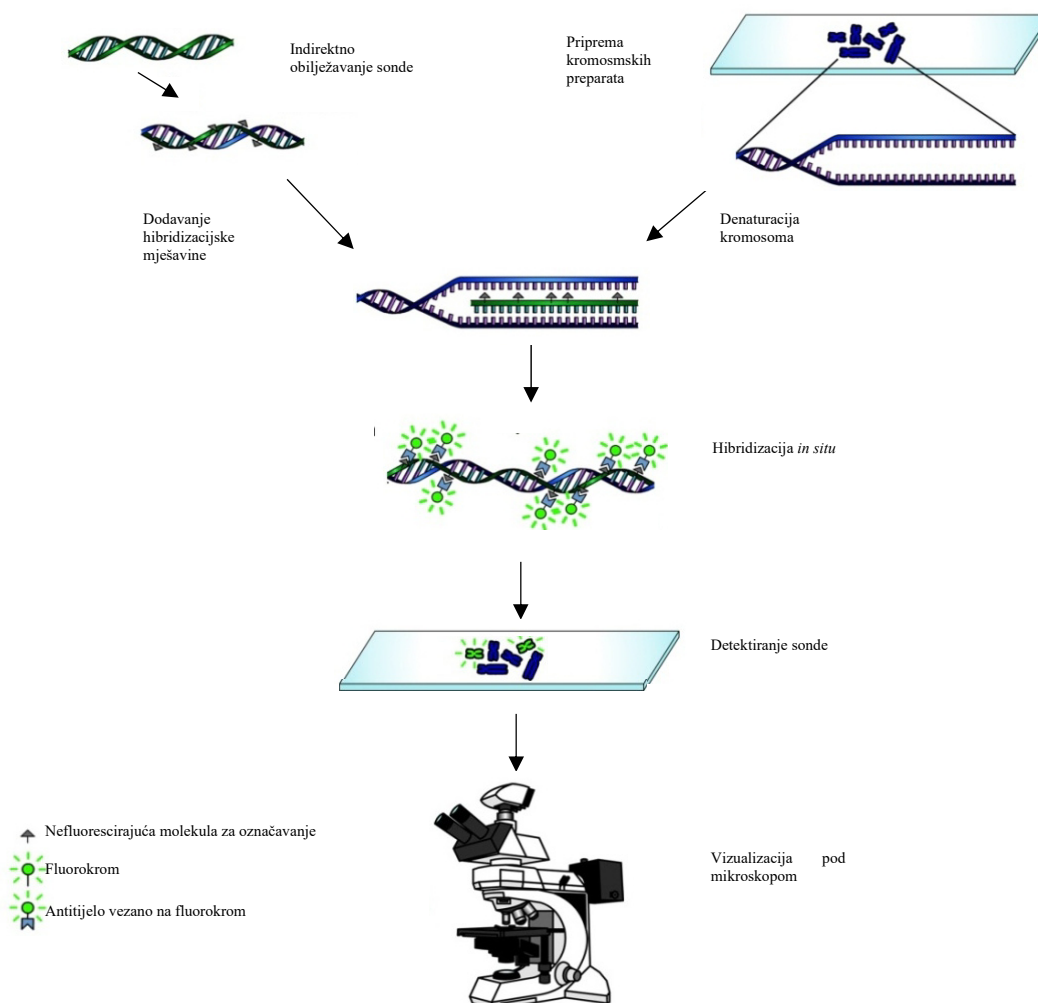 Indirektno
obilježavanje sonde
Priprema
kromosmskih
preparata
Dodavanje
hibridizacijske
mješavine
Denaturacija
kromosoma
Hibridizacija in situ
Detektiranje sonde
Vizualizacija pod
mikroskopom
Nefluorescirajuća molekula za označavanje
Fluorokrom
Antitijelo vezano na fluorokrom